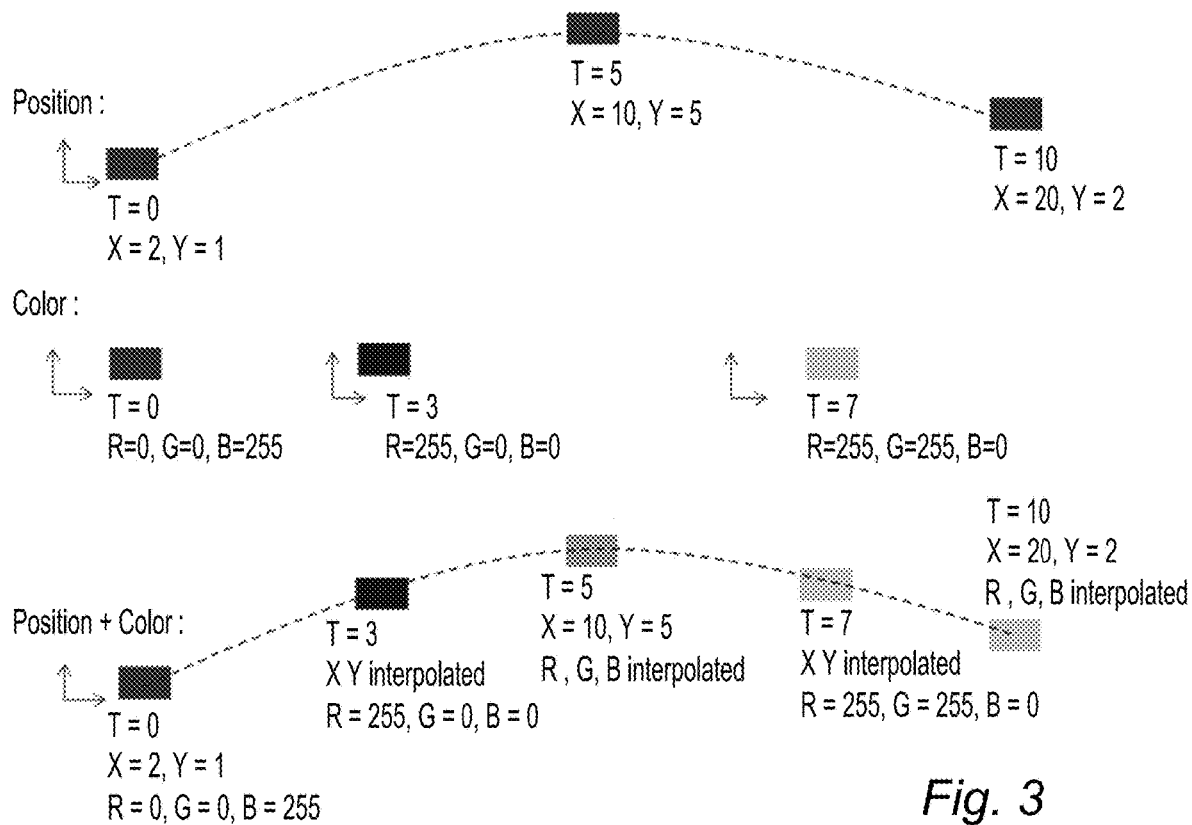 Position :
T = 0
X = 2, Y = 1
T = 5
X = 10, Y = 5
T = 10
X = 20, Y = 2
Color :
T = 0
R=0, G=0, B=255
T = 3
R=255, G=0, B=0
T = 7
R=255, G=255, B=0
Position + Color :
T = 0
X = 2, Y = 1
R = 0, G = 0, B = 255
T = 3
X Y interpolated
R = 255, G = 0, B = 0
T = 5
X = 10, Y = 5
R , G, B interpolated
T = 7
X Y interpolated
R = 255, G = 255, B = 0
T = 10
X = 20, Y = 2
R , G, B interpolated
Fig. 3